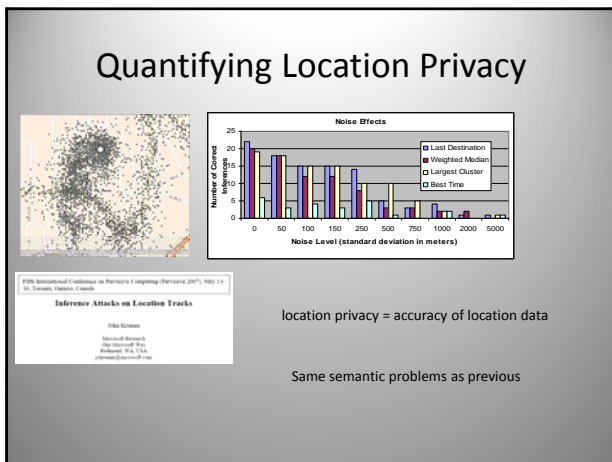 Quantifying Location Privacy
Noise Effects
Number of Correct
Inferences
25
20
15
10
5
0
Last Destination
Weighted Median
Largest Cluster
Best Time
0 50 100 150 250 500 750 1000 2000 5000
Noise Level (standard deviation in meters)
Fifth International Conference on Pervasive Computing (Pervasive 2007), May 13-
16, Toronto, Ontario, Canada
Inference Attacks on Location Tracks
John Krumm
Microsoft Research
One Microsoft Way
Redmond, WA, USA
jckrumm@microsoft.com
location privacy = accuracy of location data
Same semantic problems as previous